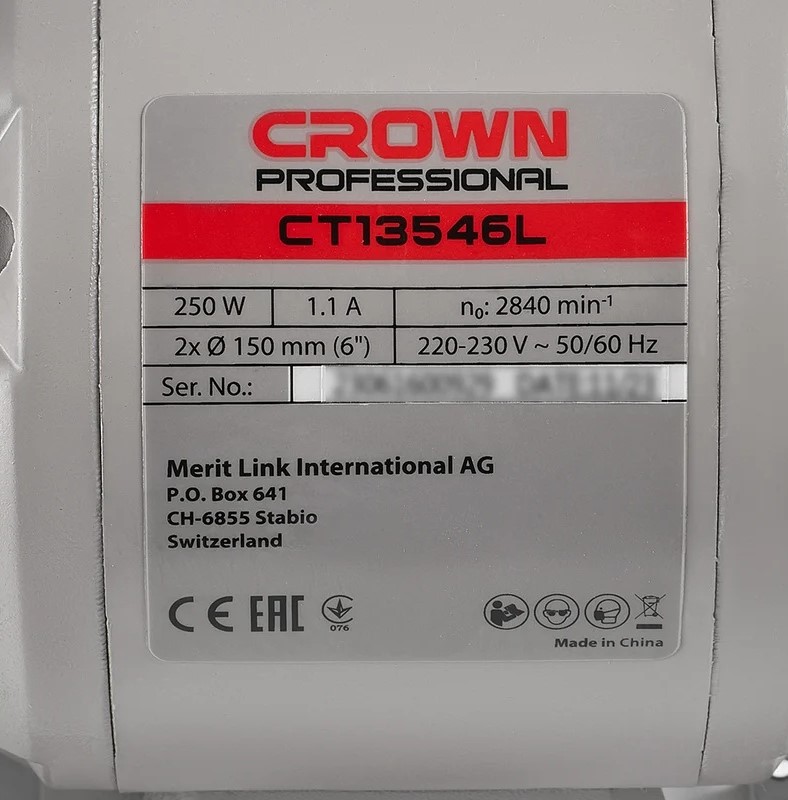 CROWN
PROFESSIONAL
CT13546L
250 W 1.1 A n₀: 2840 min⁻¹
2x Ø 150 mm (6") 220-230 V ~ 50/60 Hz
Ser. No.:
Merit Link International AG
P.O. Box 641
CH-6855 Stabio
Switzerland
CE EAC 076
Made in China